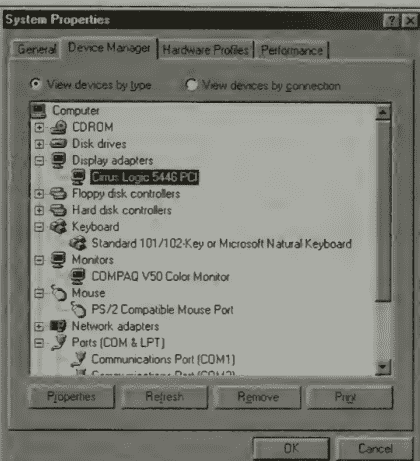 System Properties
General Device Manager Hardware Profiles Performance
View devices by type View devices by connection
Computer
CDROM
Disk drives
Display adapters
Cirrus Logic 5446 PCI
Floppy disk controllers
Hard disk controllers
Keyboard
Standard 101/102-Key or Microsoft Natural Keyboard
Monitors
COMPAQ V50 Color Monitor
Mouse
PS/2 Compatible Mouse Port
Network adapters
Ports (COM & LPT)
Communications Port (COM1)
Properties Refresh Remove Print
OK Cancel